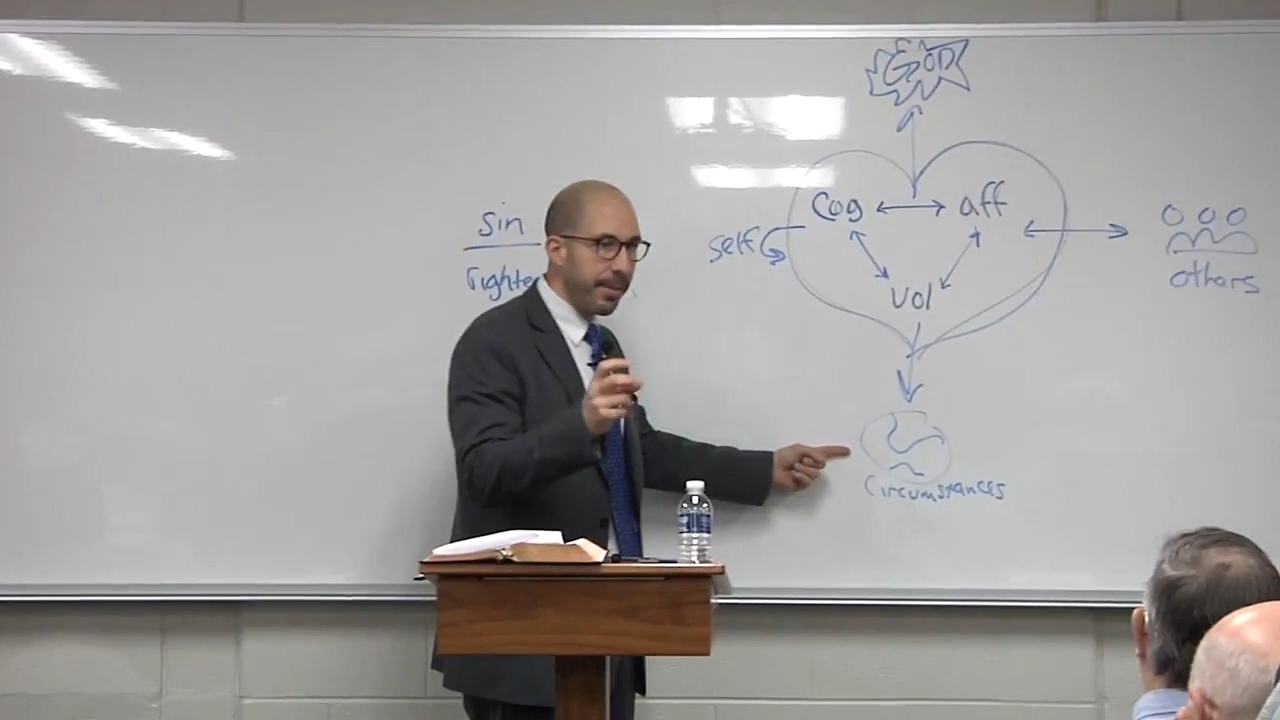 GOD
Cog aff
sin
self
vol
others
Circumstances